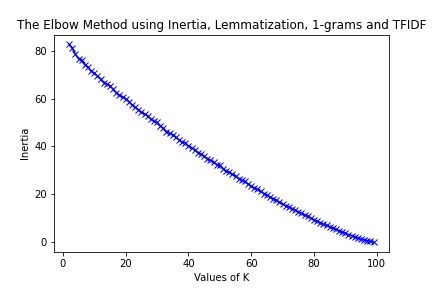 The Elbow Method using Inertia, Lemmatization, 1-grams and TFIDF
80
60
40
20
0
Inertia
0 20 40 60 80 100
Values of K